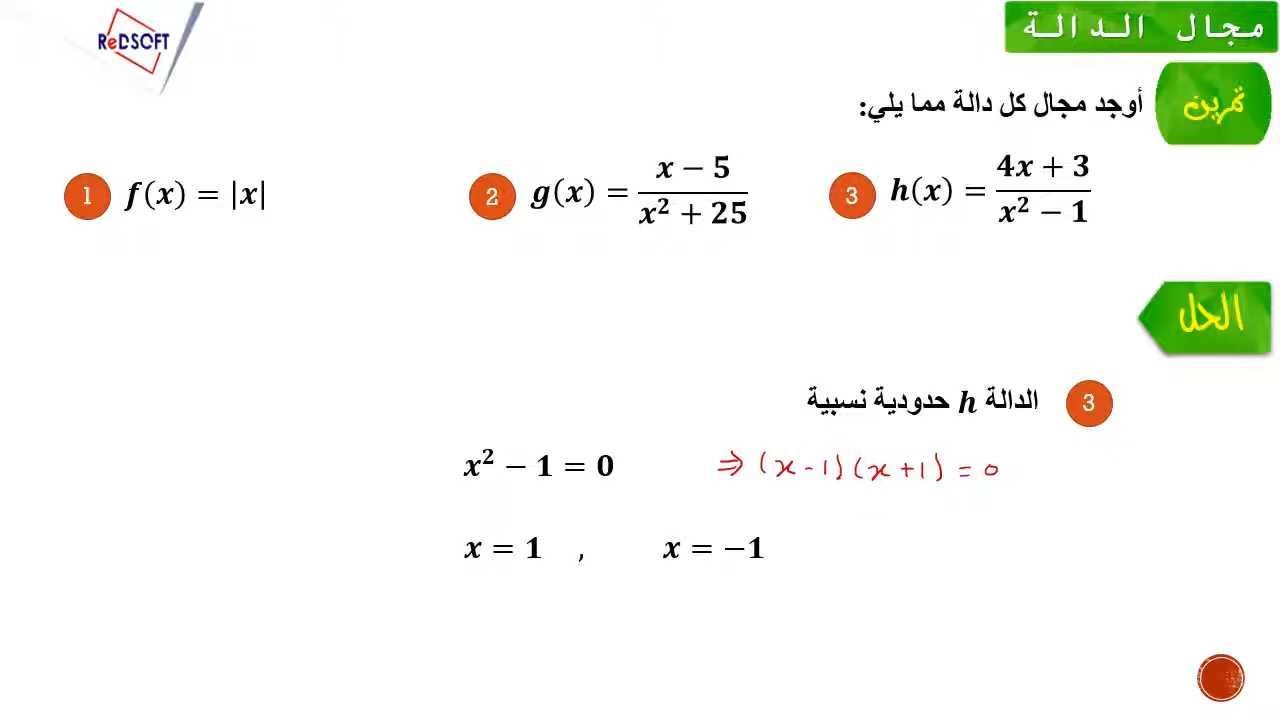 ReDSOFT
مجال الدالة
تمرين
أوجد مجال كل دالة مما يلي:
1 f(x) = |x|
2 g(x) = (x − 5)/(x² + 25)
3 h(x) = (4x + 3)/(x² − 1)
الحل
3 الدالة h حدودية نسبية
x² − 1 = 0 ⇒ (x - 1)(x + 1) = 0
x = 1 , x = −1